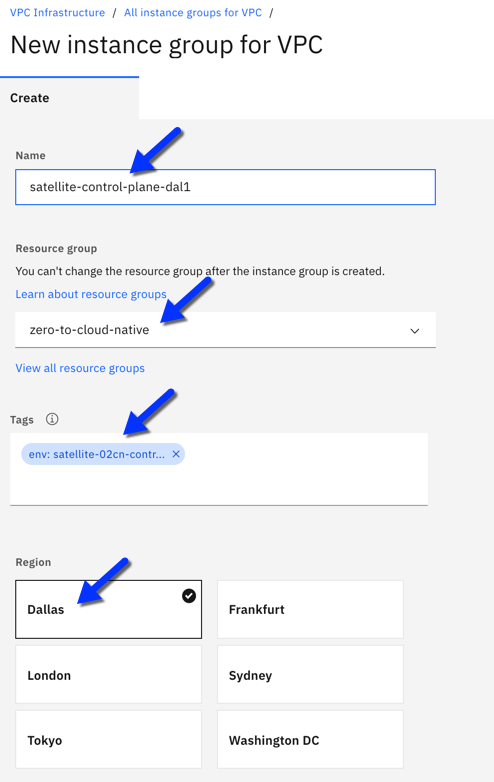 VPC Infrastructure / All instance groups for VPC /
New instance group for VPC
Create
Name
satellite-control-plane-dal1
Resource group
You can't change the resource group after the instance group is created.
Learn about resource groups
zero-to-cloud-native
View all resource groups
Tags
env: satellite-02cn-contr... ×
Region
Dallas
Frankfurt
London
Sydney
Tokyo
Washington DC